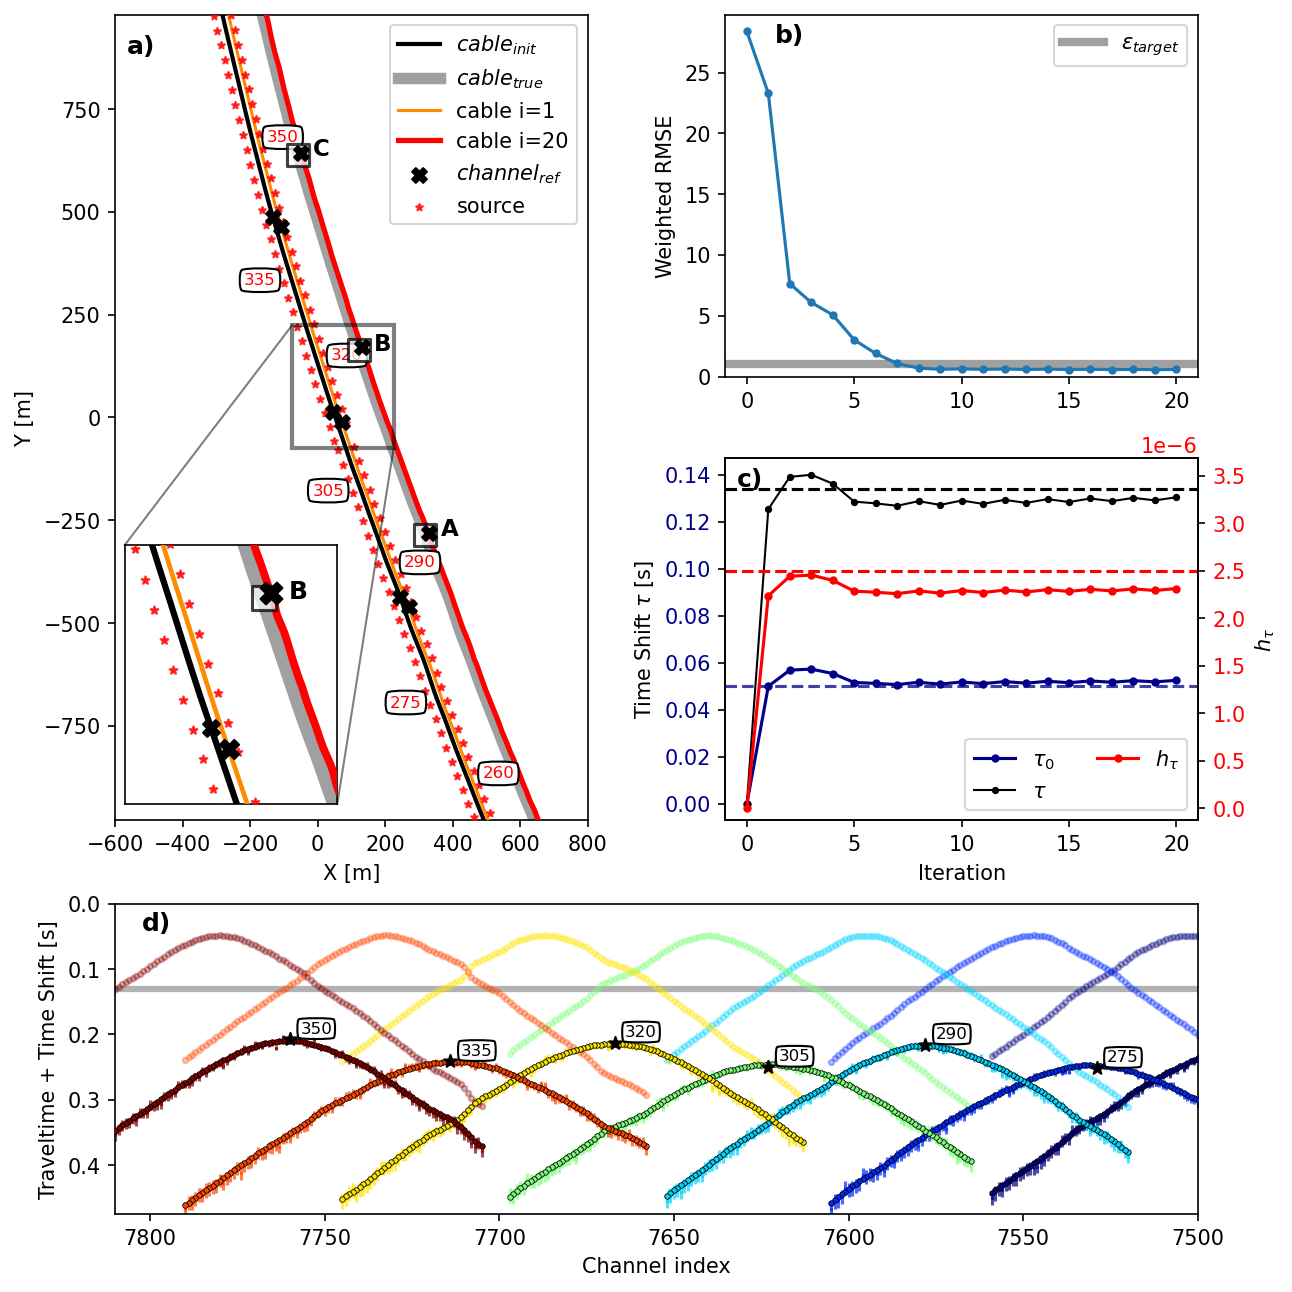 a)
cable_init
cable_true
cable i=1
cable i=20
channel_ref
source
350
C
335
B
305
A
290
275
260
B
750
500
250
0
−250
−500
−750
Y [m]
−600 −400 −200 0 200 400 600 800
X [m]
b)
ε_target
25
20
15
10
5
0
Weighted RMSE
0 5 10 15 20
1e−6
c)
0.14
0.12
0.10
0.08
0.06
0.04
0.02
0.00
Time Shift τ [s]
3.5
3.0
2.5
2.0
1.5
1.0
0.5
0.0
h_τ
τ_0
τ
h_τ
0 5 10 15 20
Iteration
d)
0.0
0.1
0.2
0.3
0.4
Traveltime + Time Shift [s]
350
335
320
305
290
275
7800 7750 7700 7650 7600 7550 7500
Channel index